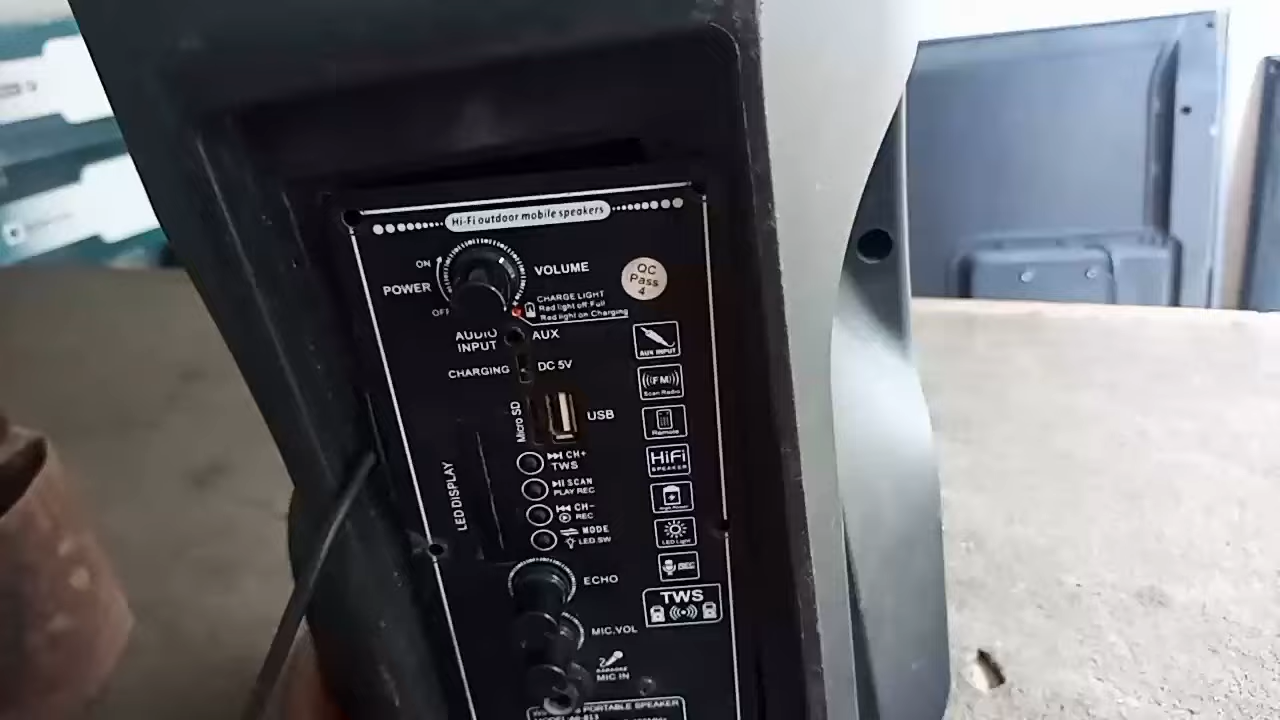 Hi-Fi outdoor mobile speakers
ON
POWER
VOLUME
QC
Pass
4
CHARGE LIGHT
Red light off Full
Red light on Charging
AUDIO
INPUT
AUX
AUX INPUT
CHARGING
DC 5V
(FM)
Scan Radio
Micro SD
USB
Remote
CH+
TWS
HiFi
SPEAKER
SCAN
PLAY REC
LED DISPLAY
CH-
REC
High Power
MODE
LED.SW
LED Light
REC
ECHO
TWS
MIC.VOL
KARAOKE
MIC IN
PORTABLE SPEAKER